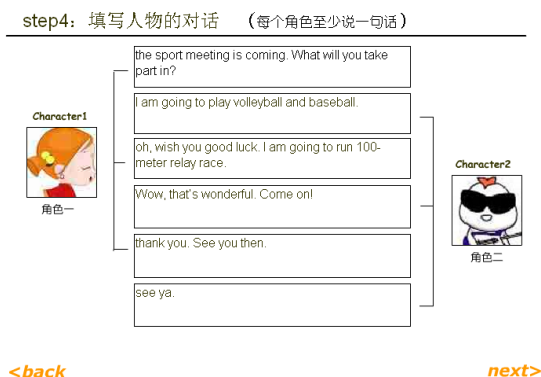 step4：填写人物的对话 （每个角色至少说一句话）
the sport meeting is coming. What will you take
part in?
I am going to play volleyball and baseball.
Character1
oh, wish you good luck. I am going to run 100-
meter relay race.
Character2
Wow, that's wonderful. Come on!
角色一
thank you. See you then.
角色二
see ya.
<back
next>